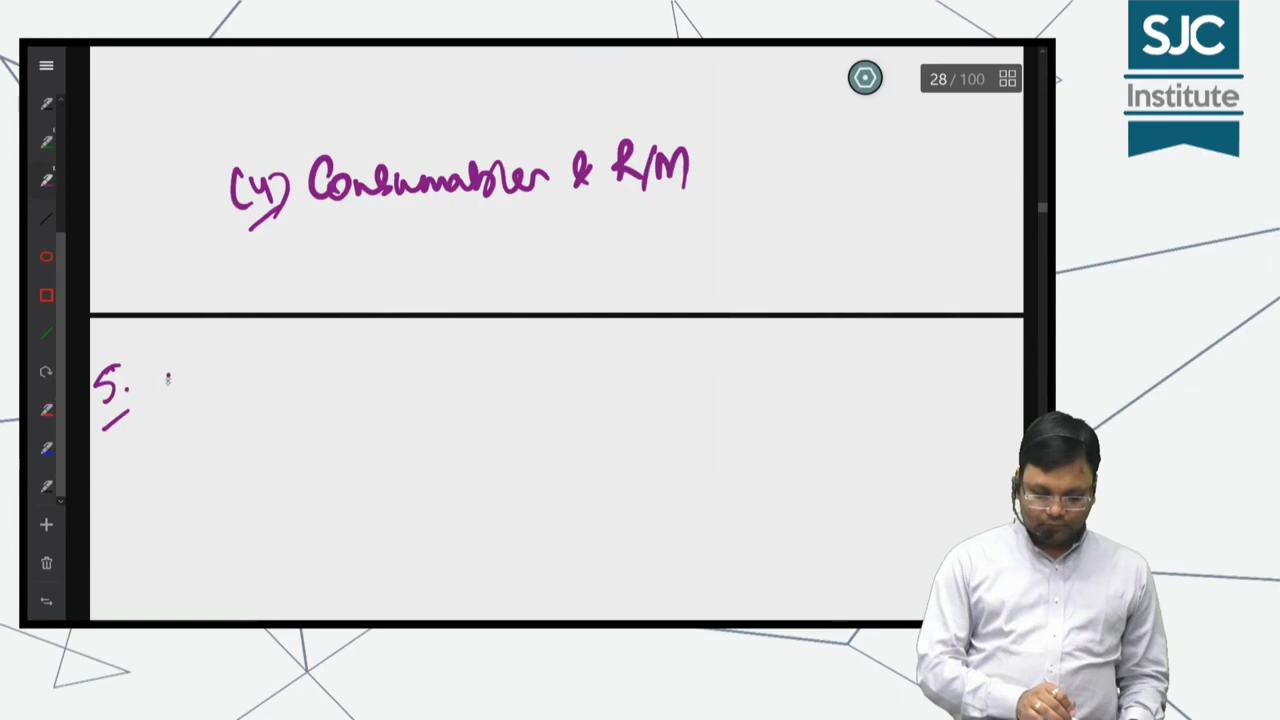 SJC
Institute
28 / 100
(4) Consumables & R/M
5.